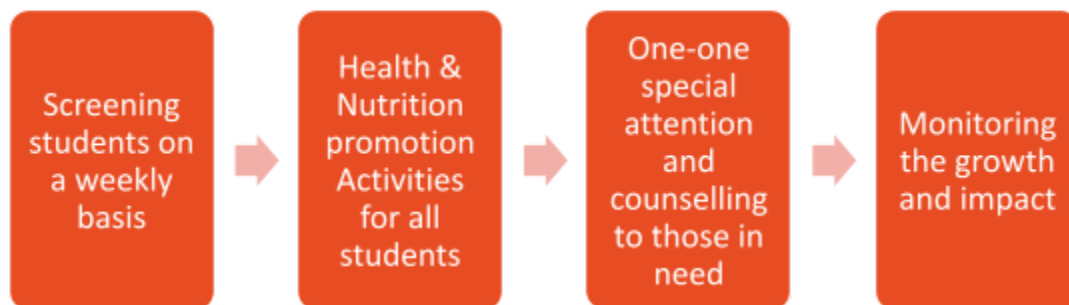 Screening
students on
a weekly
basis
Health &
Nutrition
promotion
Activities
for all
students
One-one
special
attention
and
counselling
to those in
need
Monitoring
the growth
and impact